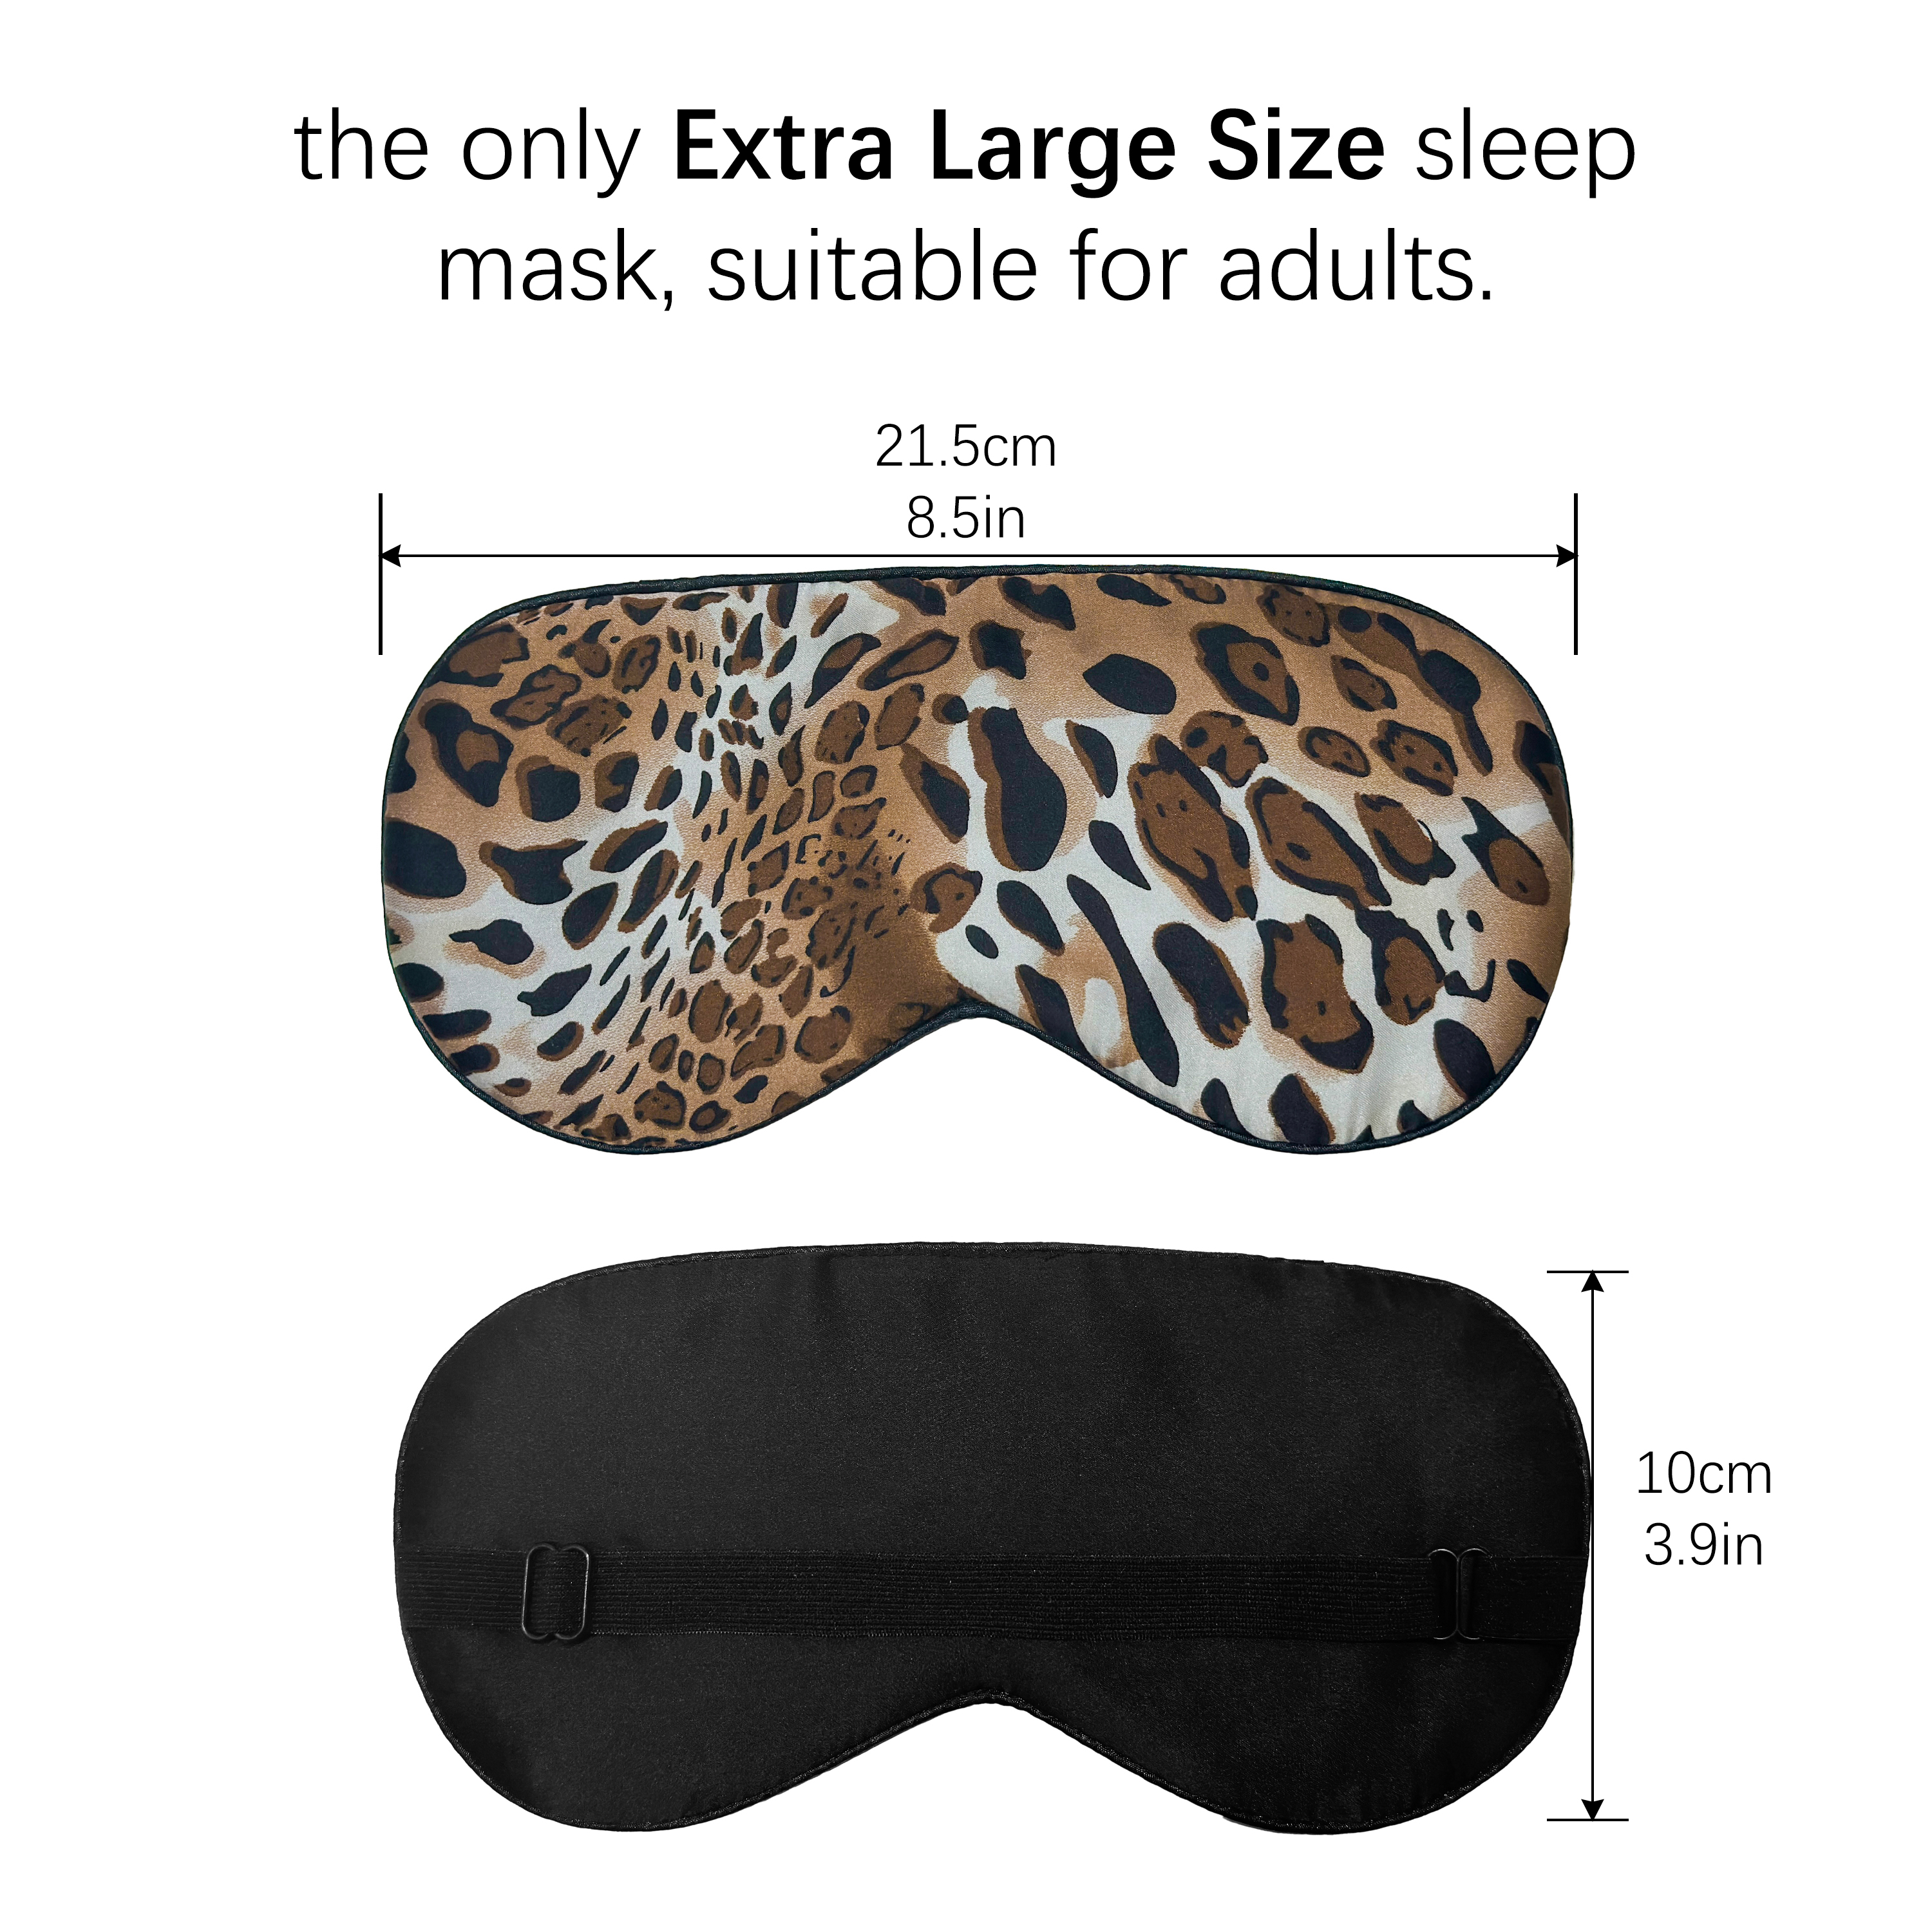 the only Extra Large Size sleep
mask, suitable for adults.
21.5cm
8.5in
10cm
3.9in